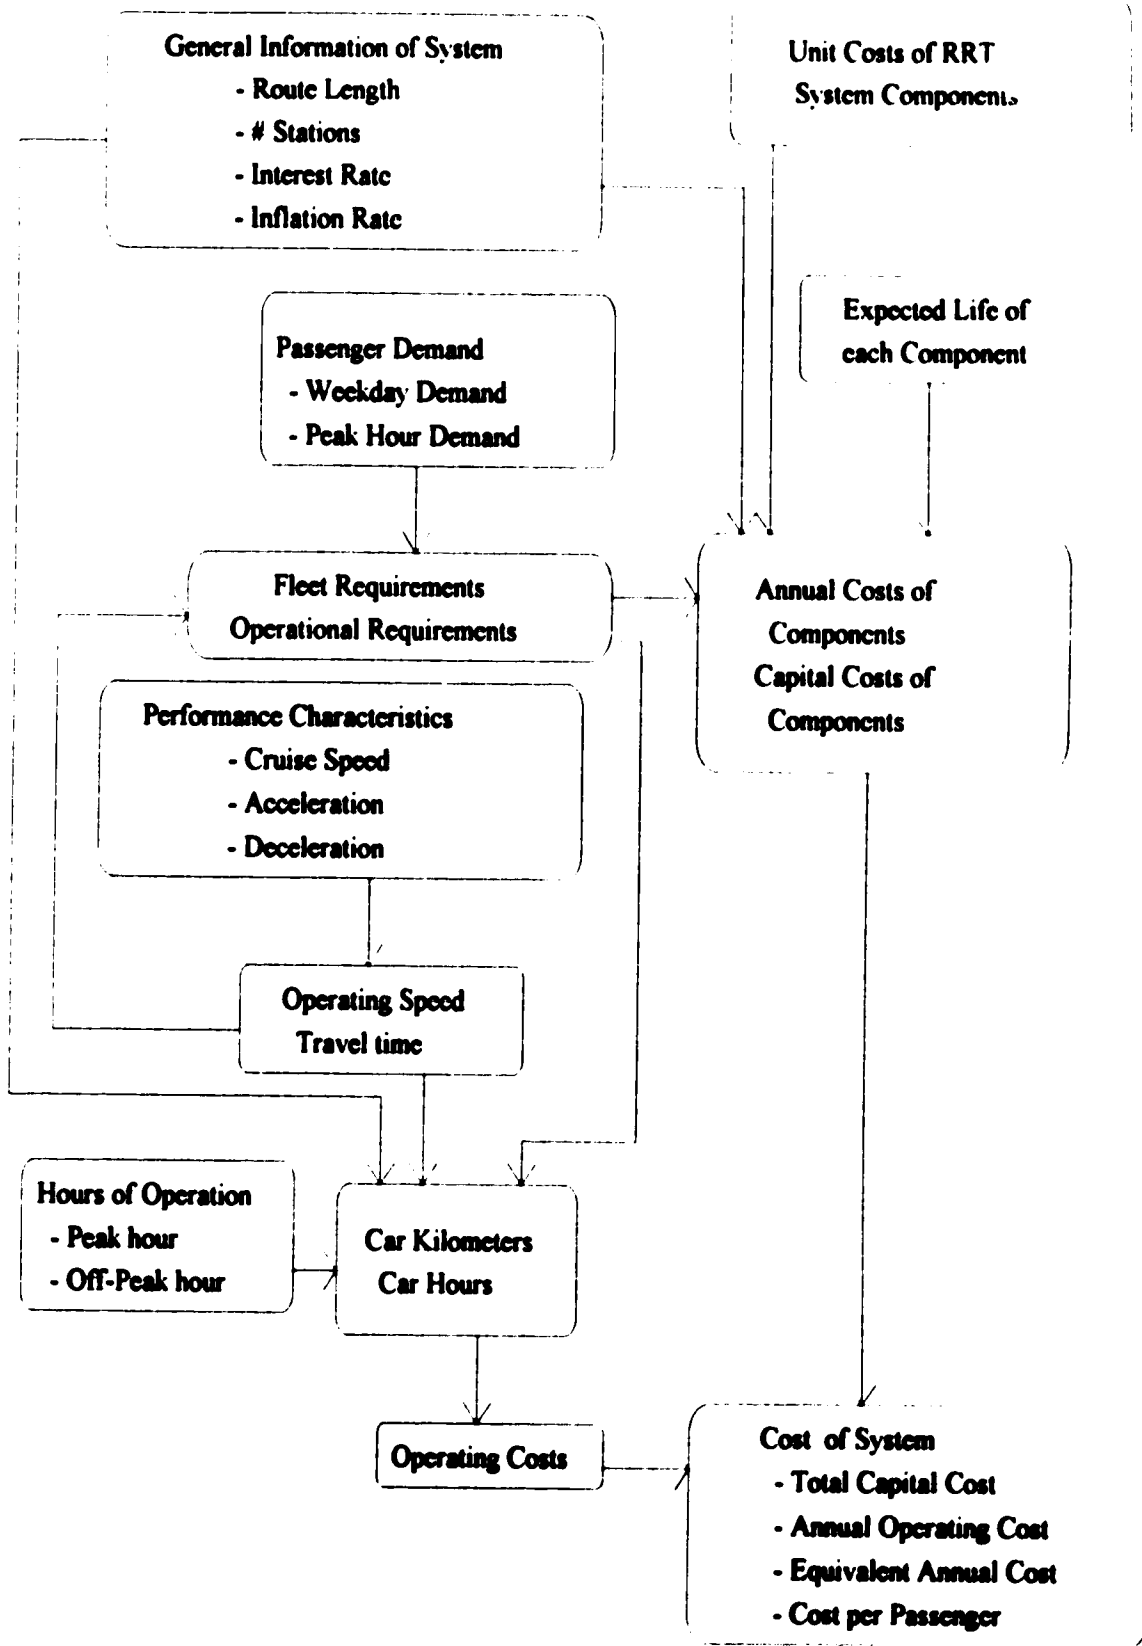 General Information of System
- Route Length
- # Stations
- Interest Rate
- Inflation Rate
Unit Costs of RRT
System Components
Passenger Demand
- Weekday Demand
- Peak Hour Demand
Expected Life of
each Component
Fleet Requirements
Operational Requirements
Annual Costs of
Components
Capital Costs of
Components
Performance Characteristics
- Cruise Speed
- Acceleration
- Deceleration
Operating Speed
Travel time
Hours of Operation
- Peak hour
- Off-Peak hour
Car Kilometers
Car Hours
Operating Costs
Cost of System
- Total Capital Cost
- Annual Operating Cost
- Equivalent Annual Cost
- Cost per Passenger